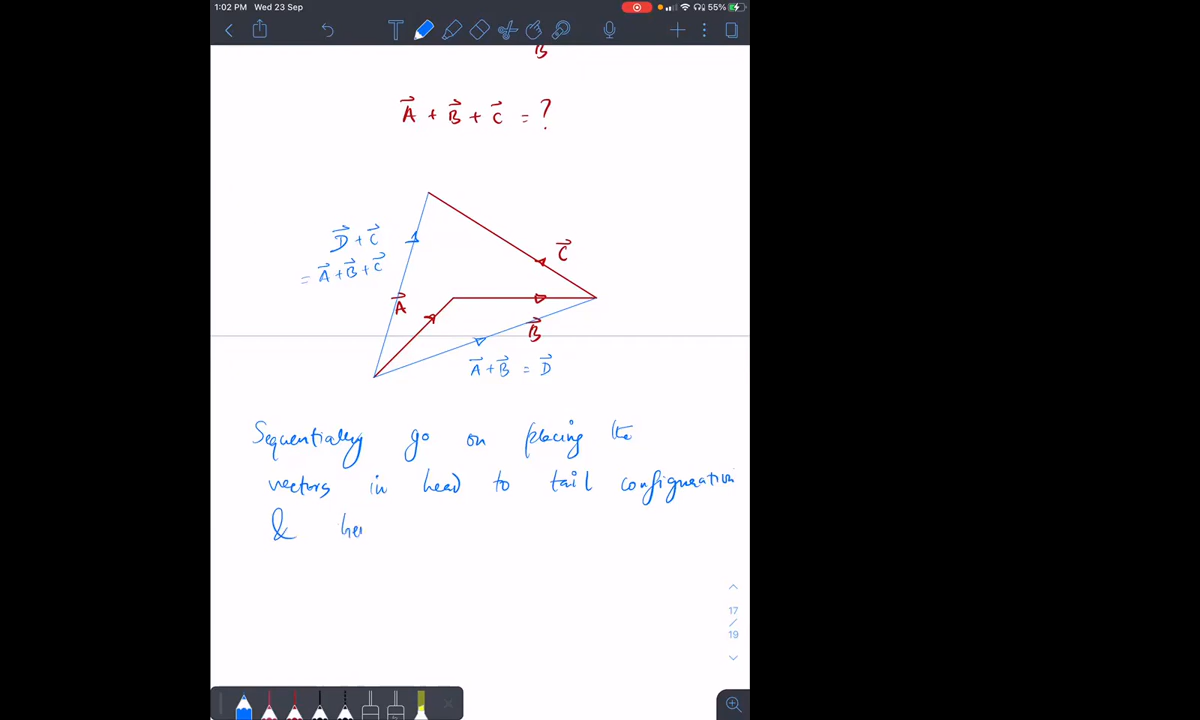 1:02 PM Wed 23 Sep
55%
T
B⃗
A⃗ + B⃗ + C⃗ = ?
D⃗ + C⃗
= A⃗ + B⃗ + C⃗
C⃗
A⃗
B⃗
A⃗ + B⃗ = D⃗
Sequentially go on placing the
vectors in head to tail configuration
& he
17
/
19